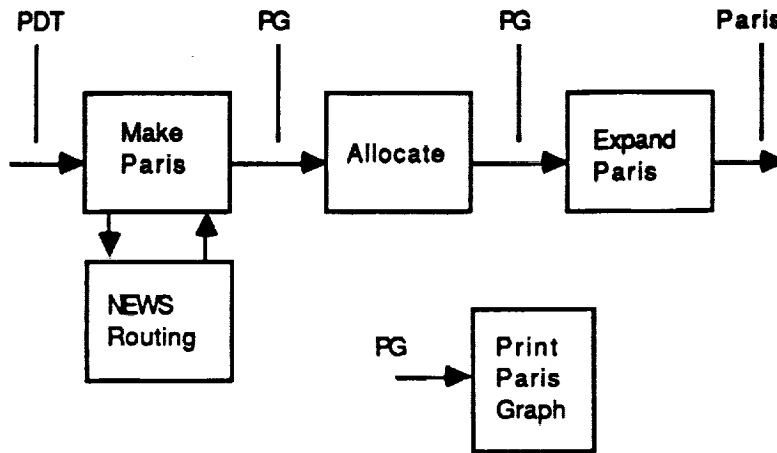 PDT
PG
PG
Paris
Make
Paris
Allocate
Expand
Paris
NEWS
Routing
PG
Print
Paris
Graph